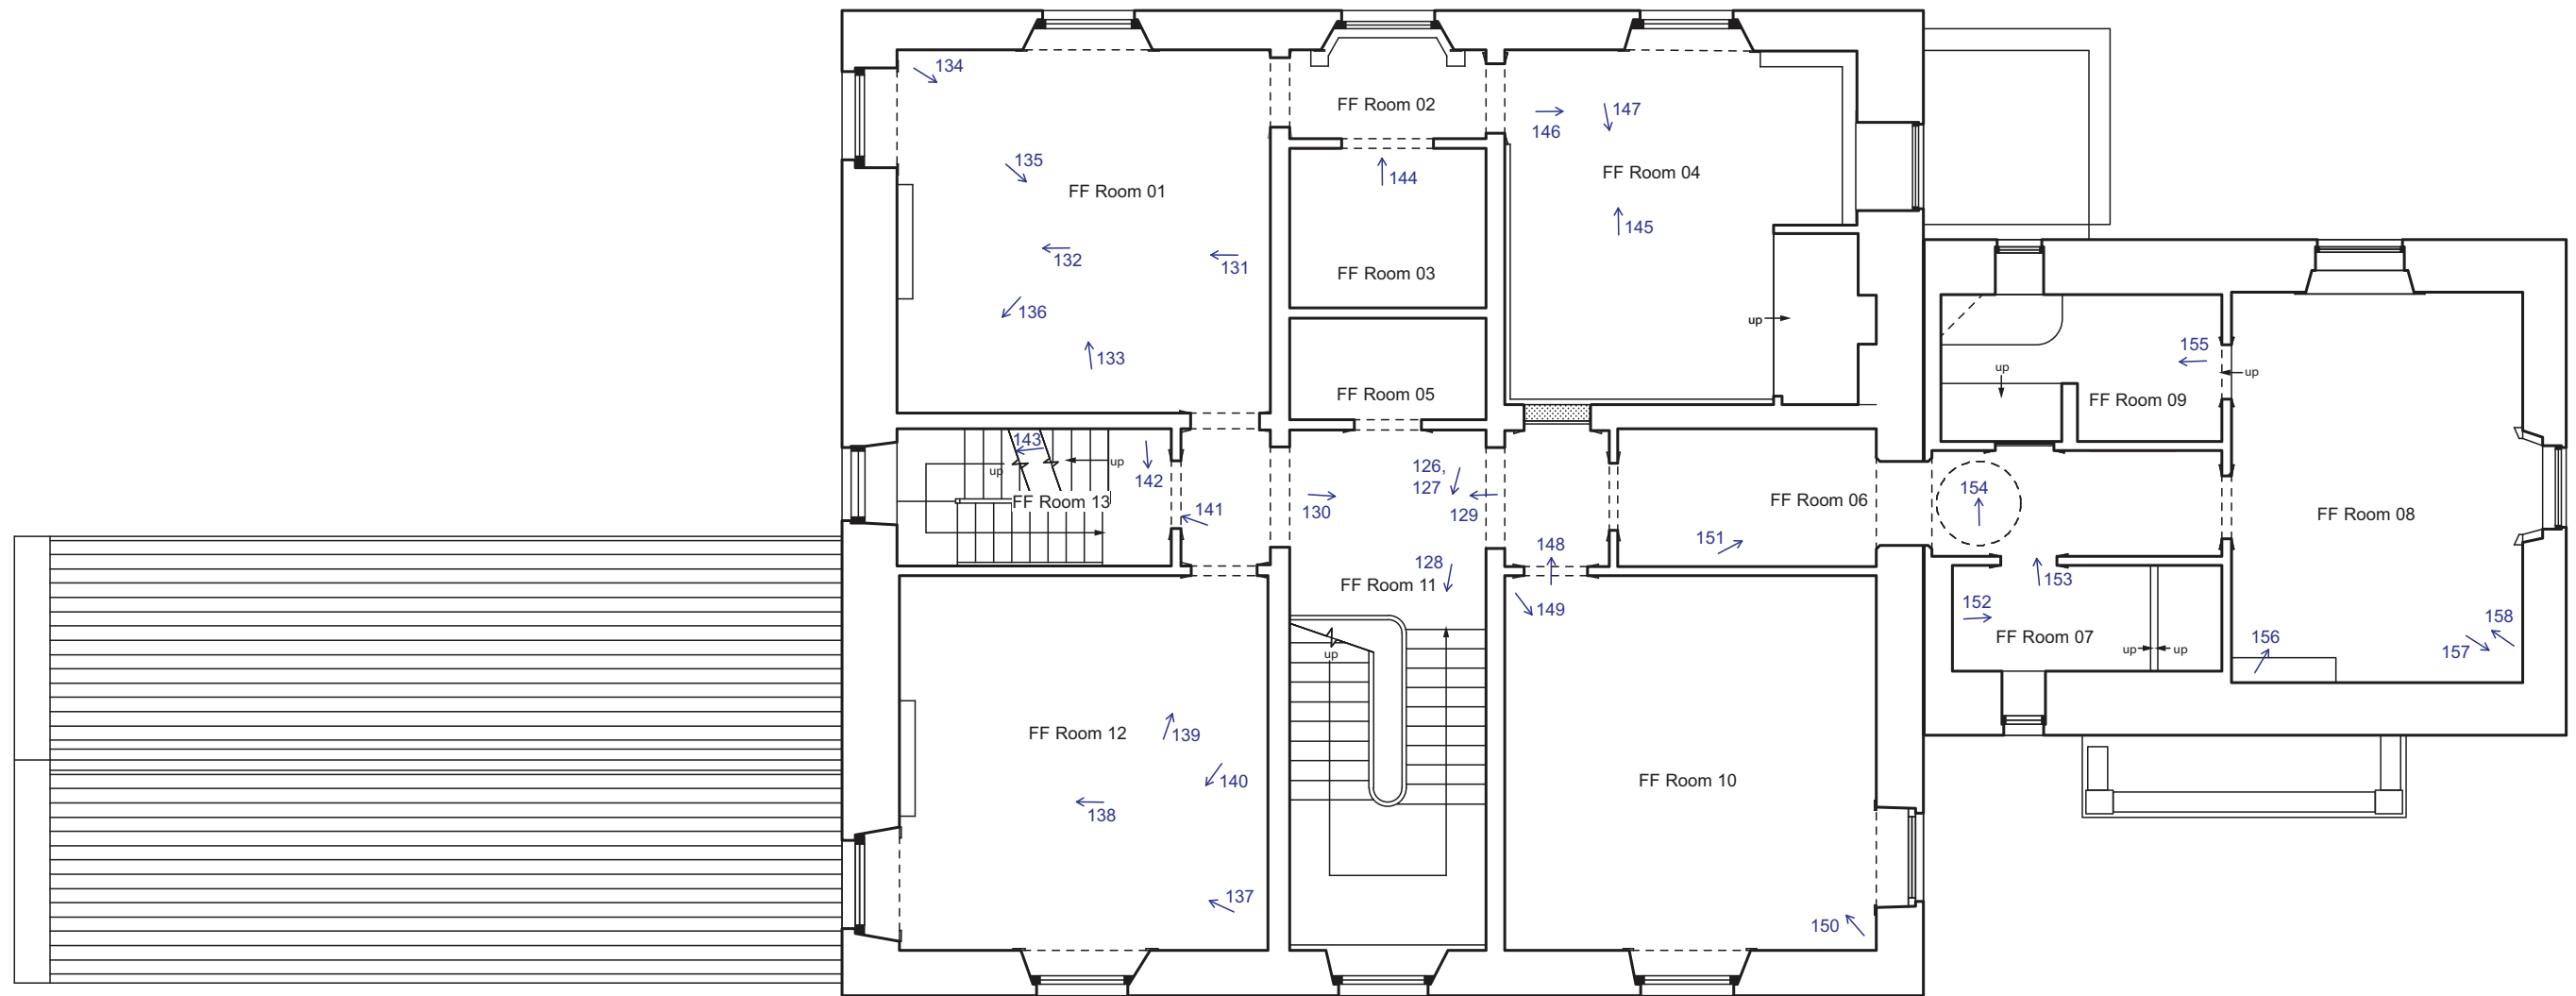 134
FF Room 02
147
146
135
FF Room 01
144
FF Room 04
145
132
131
FF Room 03
136
up
133
155
up
up
FF Room 05
FF Room 09
143
up
up
142
FF Room 13
126,
127
129
130
141
FF Room 06
154
FF Room 08
151
148
128
FF Room 11
149
153
152
FF Room 07
up
up
156
158
157
up
139
FF Room 12
140
138
FF Room 10
137
150